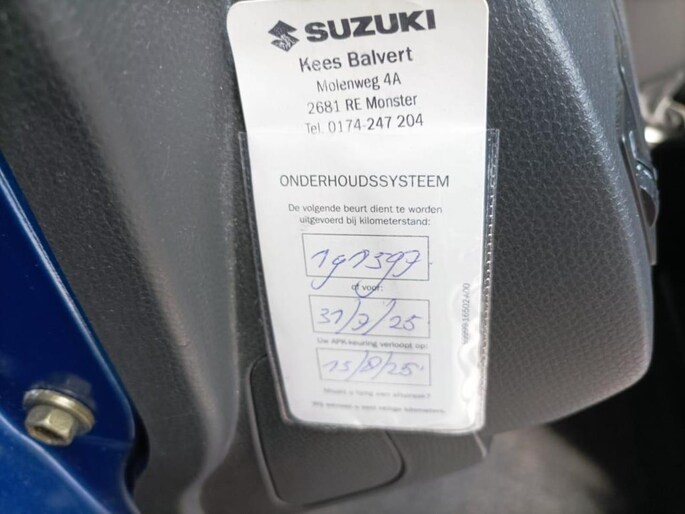 SUZUKI
Kees Balvert
Molenweg 4A
2681 RE Monster
Tel. 0174-247 204
ONDERHOUDSSYSTEEM
De volgende beurt dient te worden
uitgevoerd bij kilometerstand:
191397
of voor:
31/7/25
Uw APK-keuring verloopt op:
15/8/25